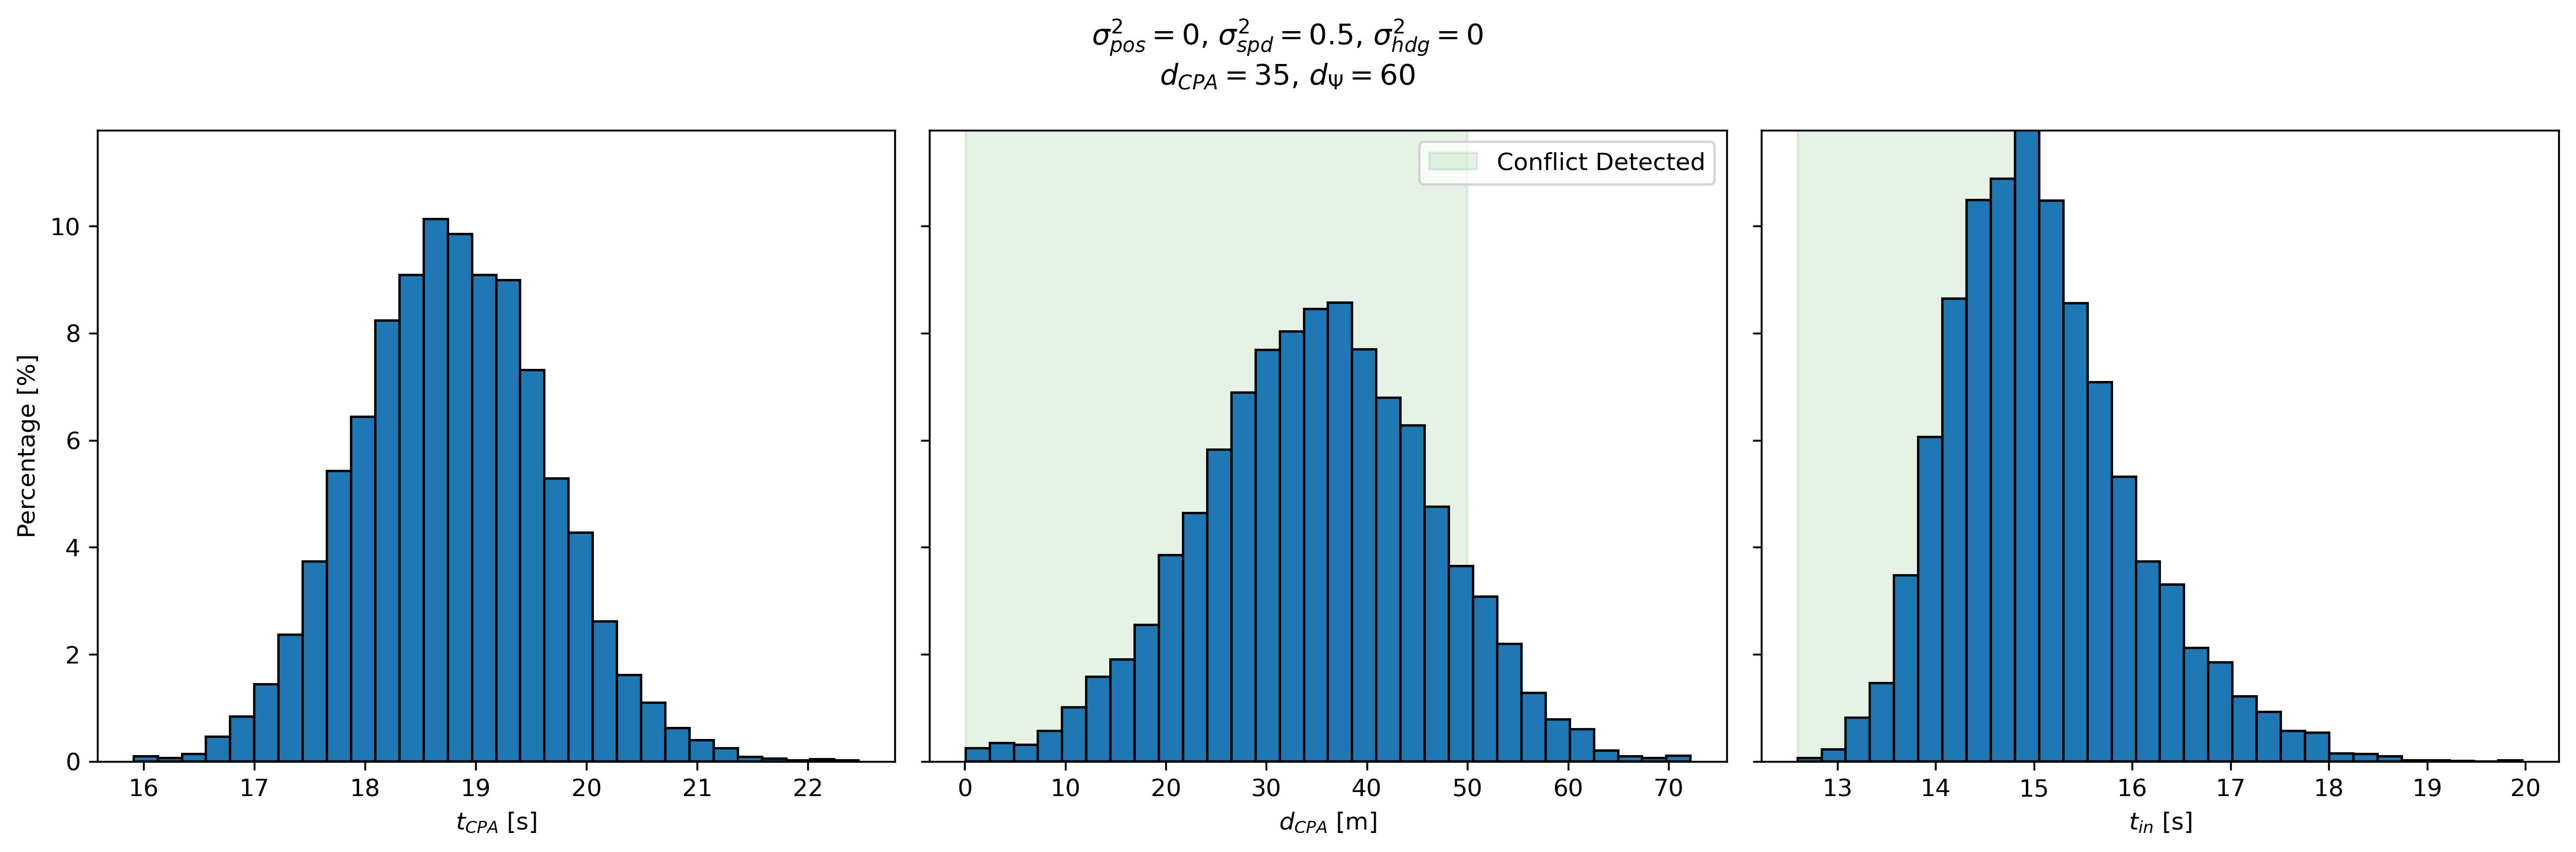 σ²pos = 0, σ²spd = 0.5, σ²hdg = 0
dCPA = 35, dΨ = 60
Conflict Detected
Percentage [%]
10
8
6
4
2
0
16 17 18 19 20 21 22
0 10 20 30 40 50 60 70
13 14 15 16 17 18 19 20
tCPA [s]
dCPA [m]
tin [s]